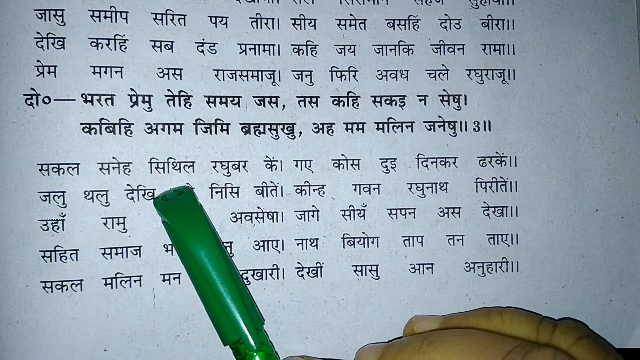 जासु समीप सरित पय तीरा। सीय समेत बसहिं दोउ बीरा।।
देखि करहिं सब दंड प्रनामा। कहि जय जानकि जीवन रामा।।
प्रेम मगन अस राजसमाजू। जनु फिरि अवध चले रघुराजू।।
दो०— भरत प्रेमु तेहि समय जस, तस कहि सकइ न सेषु।
कबिहि अगम जिमि ब्रह्मसुखु, अह मम मलिन जनेषु।। 3।।
सकल सनेह सिथिल रघुबर कें। गए कोस दुइ दिनकर ढरकें।।
जलु थलु देखि निसि बीतें। कीन्ह गवन रघुनाथ पिरीतें।।
उहाँ रामु अवसेषा। जागे सीयँ सपन अस देखा।।
सहित समाज आए। नाथ बियोग ताप तन ताए।।
सकल मलिन मन दुखारी। देखीं सासु आन अनुहारी।।